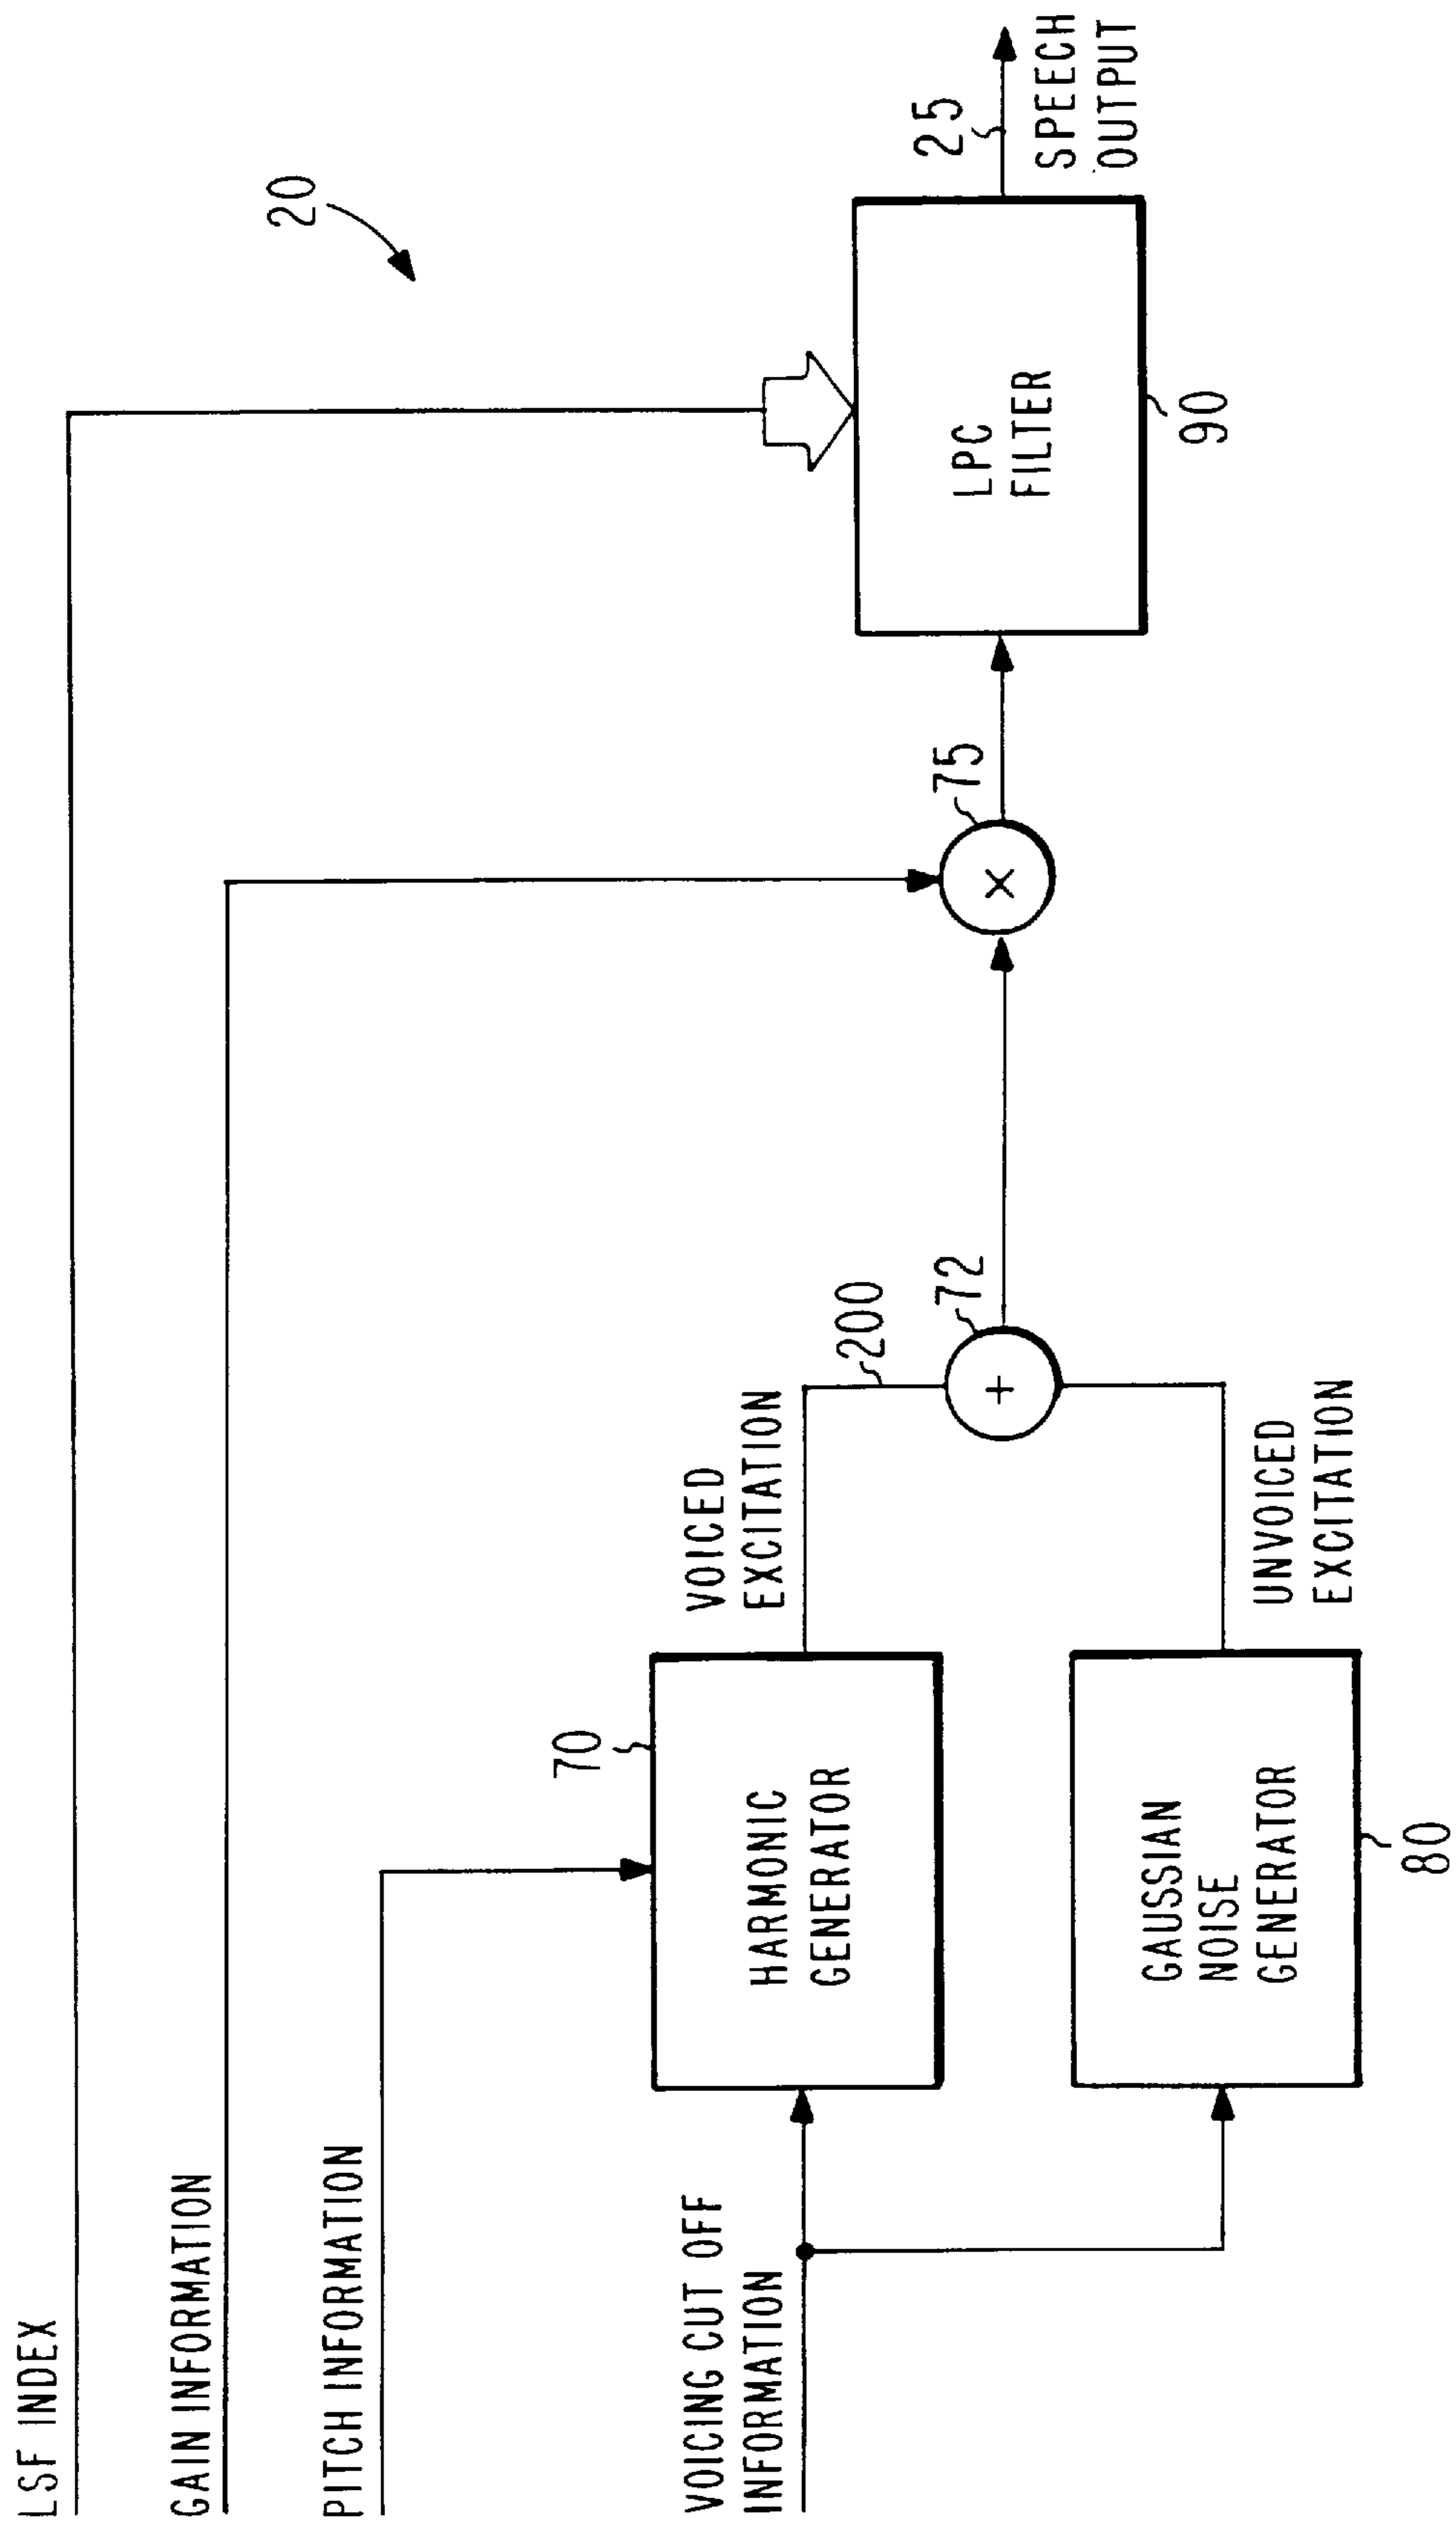 LSF INDEX
GAIN INFORMATION
PITCH INFORMATION
20
VOICING CUT OFF
INFORMATION
70
HARMONIC
GENERATOR
VOICED
EXCITATION
200
72
+
75
×
LPC
FILTER
90
25
SPEECH
OUTPUT
GAUSSIAN
NOISE
GENERATOR
80
UNVOICED
EXCITATION